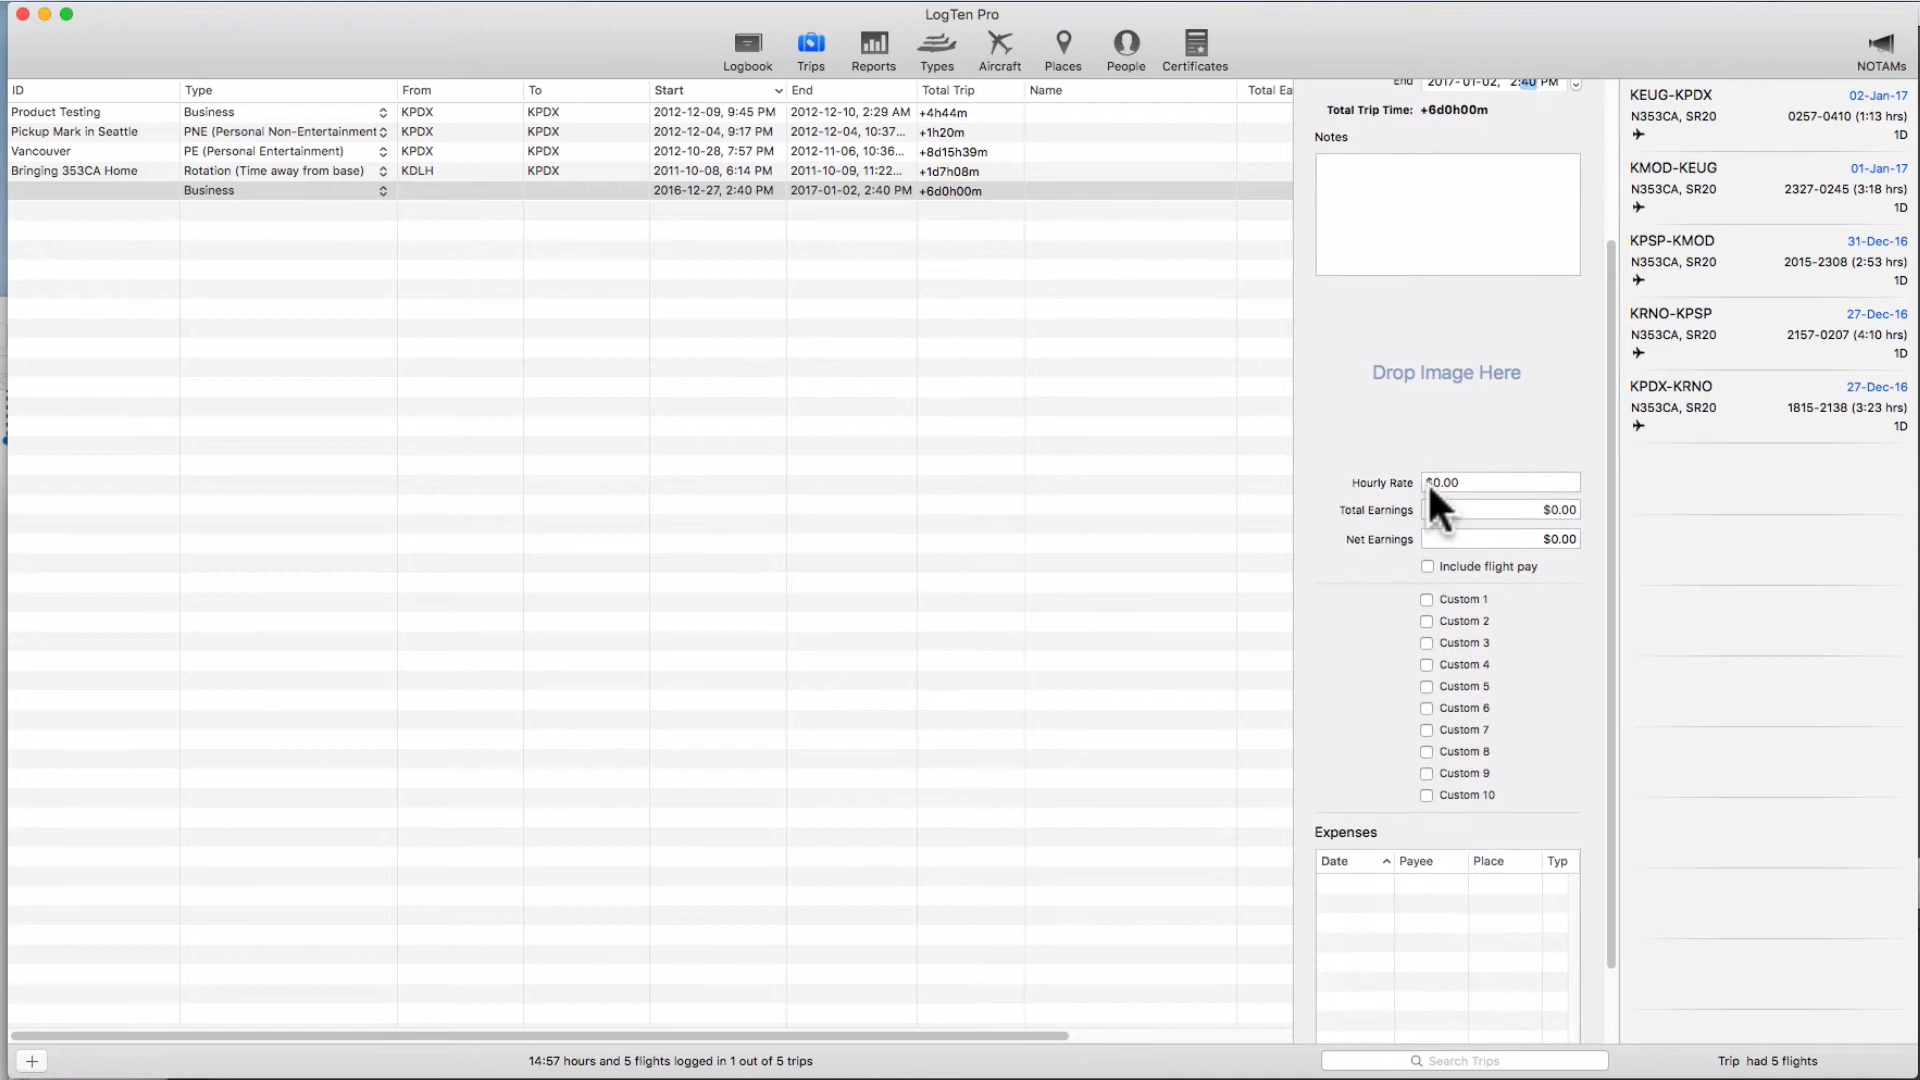 LogTen Pro
Logbook Trips Reports Types Aircraft Places People Certificates NOTAMs
ID Type From To Start End Total Trip Name Total Ea
Product Testing Business KPDX KPDX 2012-12-09, 9:45 PM 2012-12-10, 2:29 AM +4h44m
Pickup Mark in Seattle PNE (Personal Non-Entertainment KPDX KPDX 2012-12-04, 9:17 PM 2012-12-04, 10:37... +1h20m
Vancouver PE (Personal Entertainment) KPDX KPDX 2012-10-28, 7:57 PM 2012-11-06, 10:36... +8d15h39m
Bringing 353CA Home Rotation (Time away from base) KDLH KPDX 2011-10-08, 6:14 PM 2011-10-09, 11:22... +1d7h08m
Business 2016-12-27, 2:40 PM 2017-01-02, 2:40 PM +6d0h00m
End 2017-01-02, 2:40 PM
Total Trip Time: +6d0h00m
Notes
Drop Image Here
Hourly Rate $0.00
Total Earnings $0.00
Net Earnings $0.00
Include flight pay
Custom 1
Custom 2
Custom 3
Custom 4
Custom 5
Custom 6
Custom 7
Custom 8
Custom 9
Custom 10
Expenses
Date Payee Place Typ
KEUG-KPDX 02-Jan-17
N353CA, SR20 0257-0410 (1:13 hrs)
1D
KMOD-KEUG 01-Jan-17
N353CA, SR20 2327-0245 (3:18 hrs)
1D
KPSP-KMOD 31-Dec-16
N353CA, SR20 2015-2308 (2:53 hrs)
1D
KRNO-KPSP 27-Dec-16
N353CA, SR20 2157-0207 (4:10 hrs)
1D
KPDX-KRNO 27-Dec-16
N353CA, SR20 1815-2138 (3:23 hrs)
1D
14:57 hours and 5 flights logged in 1 out of 5 trips
Search Trips
Trip had 5 flights